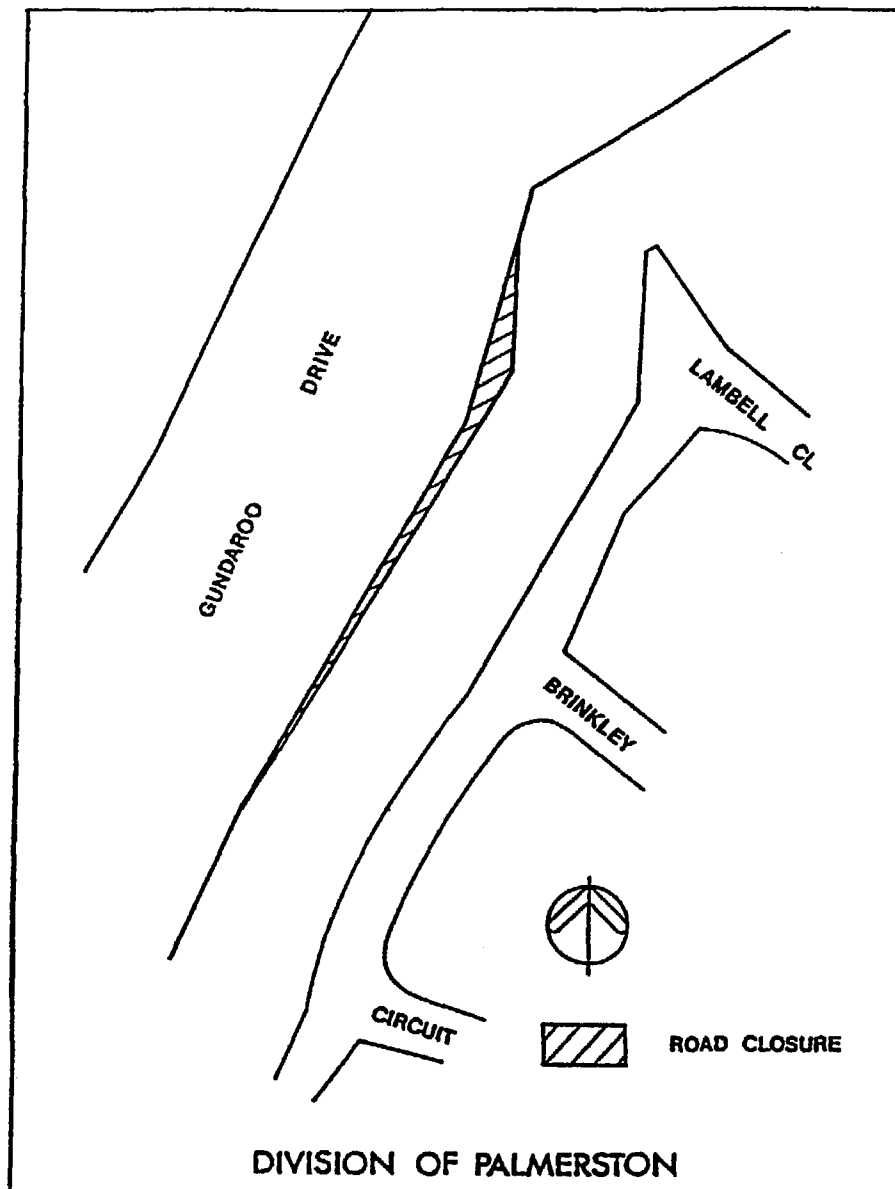 DRIVE
GUNDAROO
LAMBELL CL
BRINKLEY
CIRCUIT
ROAD CLOSURE
DIVISION OF PALMERSTON